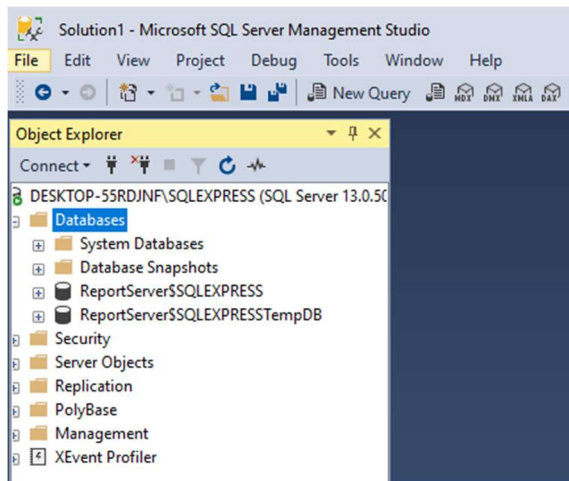 Solution1 - Microsoft SQL Server Management Studio
File Edit View Project Debug Tools Window Help
New Query MDX DMX XMLA DAX
Object Explorer
Connect
DESKTOP-55RDJNF\SQLEXPRESS (SQL Server 13.0.50
Databases
System Databases
Database Snapshots
ReportServer$SQLEXPRESS
ReportServer$SQLEXPRESSTempDB
Security
Server Objects
Replication
PolyBase
Management
XEvent Profiler